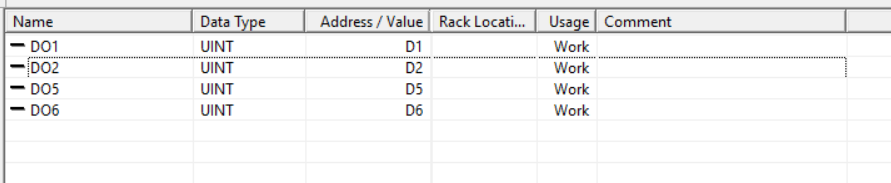 Name Data Type Address / Value Rack Locati... Usage Comment
DO1 UINT D1 Work
DO2 UINT D2 Work
DO5 UINT D5 Work
DO6 UINT D6 Work